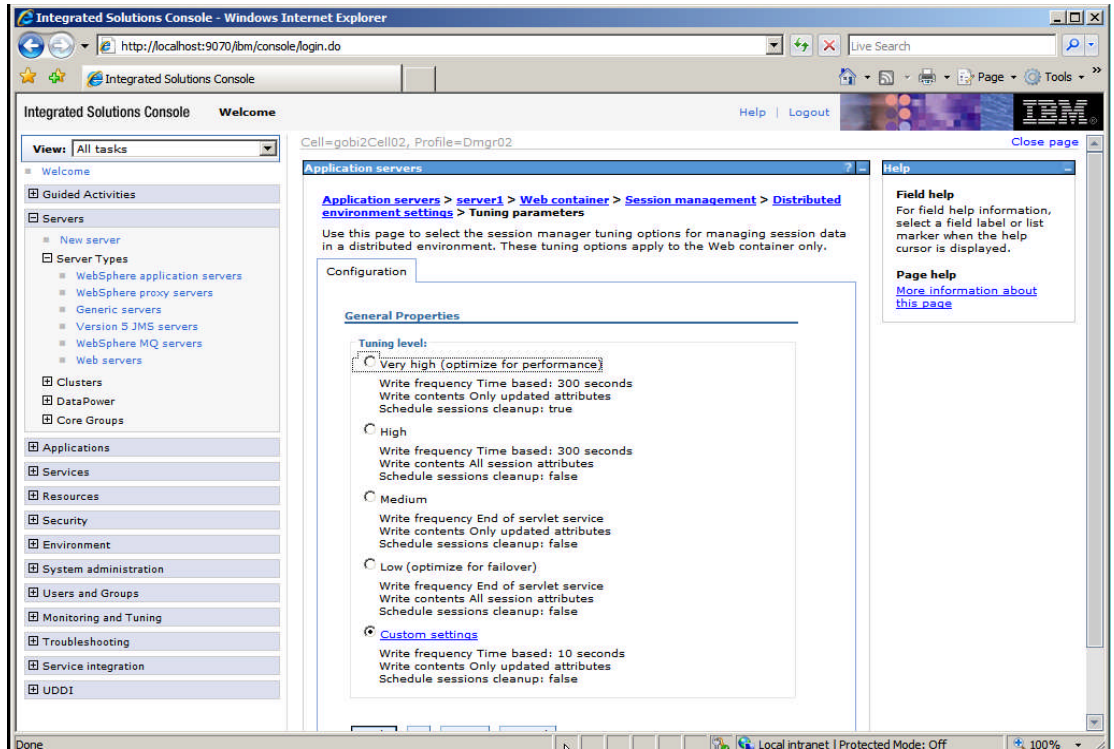 Integrated Solutions Console - Windows Internet Explorer
http://localhost:9070/ibm/console/login.do
Live Search
Integrated Solutions Console
Page
Tools
Integrated Solutions Console Welcome
Help | Logout
IBM
View: All tasks
Welcome
Guided Activities
Servers
New server
Server Types
WebSphere application servers
WebSphere proxy servers
Generic servers
Version 5 JMS servers
WebSphere MQ servers
Web servers
Clusters
DataPower
Core Groups
Applications
Services
Resources
Security
Environment
System administration
Users and Groups
Monitoring and Tuning
Troubleshooting
Service integration
UDDI
Cell=gobi2Cell02, Profile=Dmgr02
Close page
Application servers
Application servers > server1 > Web container > Session management > Distributed
environment settings > Tuning parameters
Use this page to select the session manager tuning options for managing session data
in a distributed environment. These tuning options apply to the Web container only.
Configuration
General Properties
Tuning level:
Very high (optimize for performance)
Write frequency Time based: 300 seconds
Write contents Only updated attributes
Schedule sessions cleanup: true
High
Write frequency Time based: 300 seconds
Write contents All session attributes
Schedule sessions cleanup: false
Medium
Write frequency End of servlet service
Write contents Only updated attributes
Schedule sessions cleanup: false
Low (optimize for failover)
Write frequency End of servlet service
Write contents All session attributes
Schedule sessions cleanup: false
Custom settings
Write frequency Time based: 10 seconds
Write contents Only updated attributes
Schedule sessions cleanup: false
Help
Field help
For field help information,
select a field label or list
marker when the help
cursor is displayed.
Page help
More information about
this page
Done
Local intranet | Protected Mode: Off
100%